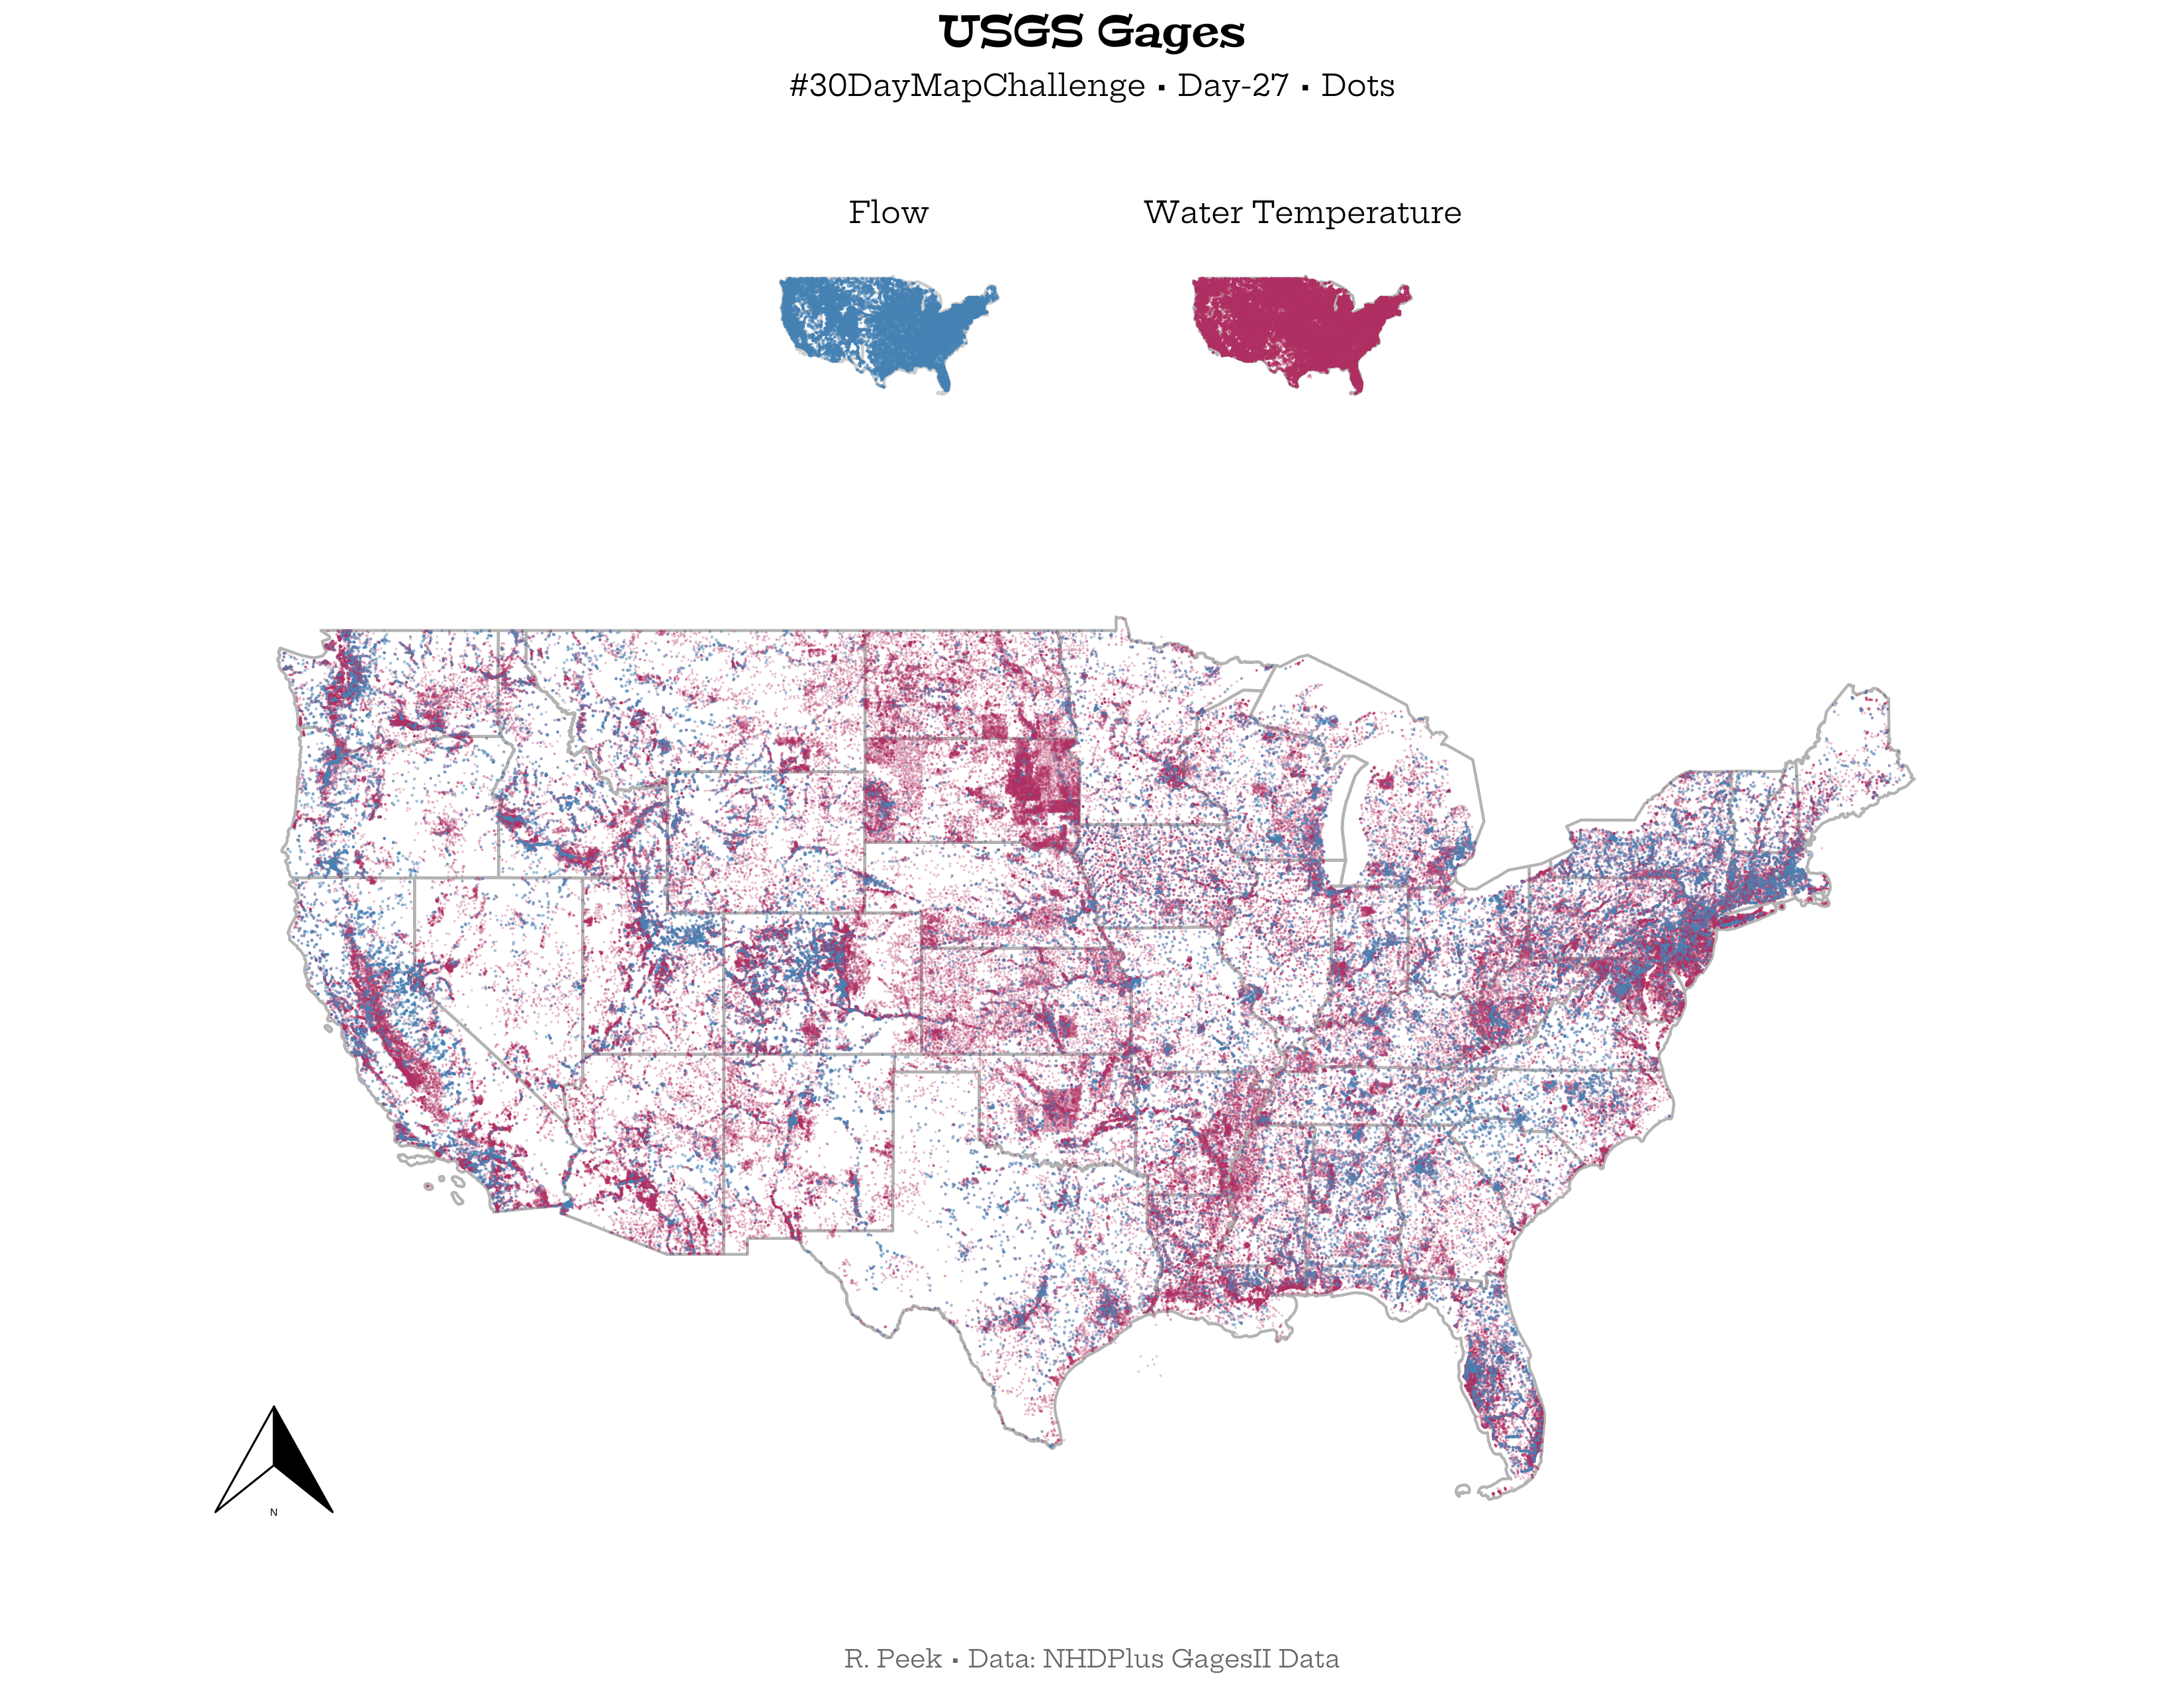 USGS Gages
#30DayMapChallenge ▪ Day-27 ▪ Dots
Flow
Water Temperature
N
R. Peek ▪ Data: NHDPlus GagesII Data